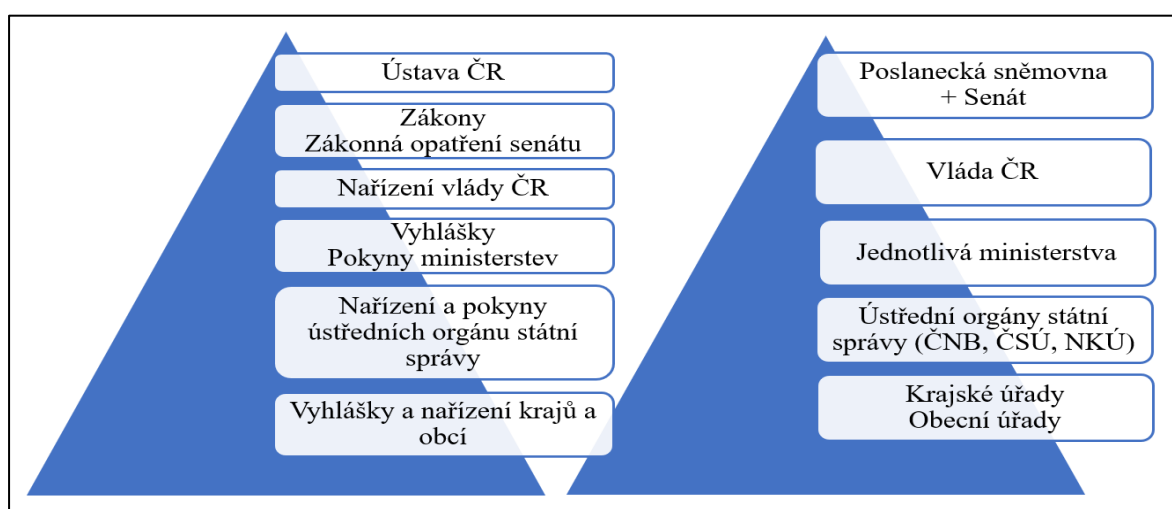 Ústava ČR
Zákony
Zákonná opatření senátu
Nařízení vlády ČR
Vyhlášky
Pokyny ministerstev
Nařízení a pokyny
ústředních orgánu státní
správy
Vyhlášky a nařízení krajů a
obcí
Poslanecká sněmovna
+ Senát
Vláda ČR
Jednotlivá ministerstva
Ústřední orgány státní
správy (ČNB, ČSÚ, NKÚ)
Krajské úřady
Obecní úřady